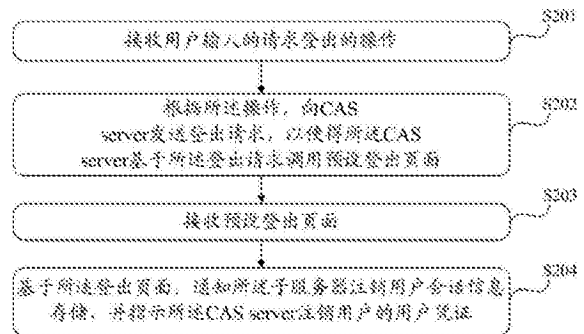 S201
接收用户输入的请求登出的操作
S202
根据所述操作，向CAS
server发送登出请求，以使得所述CAS
server基于所述登出请求调用预设登出页面
S203
接收预设登出页面
S204
基于所述登出页面，通知所述子服务器注销用户会话信息
存储，并指示所述CAS server注销用户的用户凭证